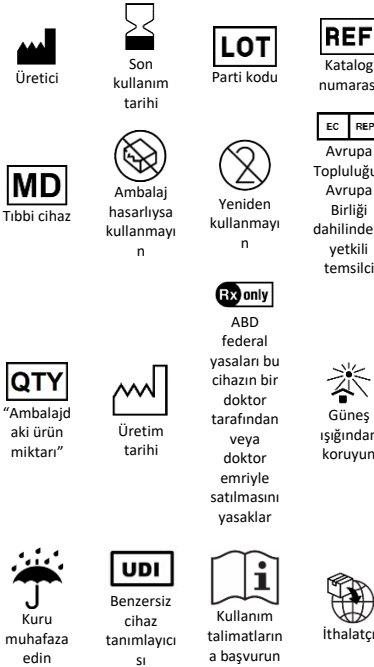 Üretici
Son
kullanım
tarihi
LOT
Parti kodu
REF
Katalog
numaras
MD
Tıbbi cihaz
Ambalaj
hasarlıysa
kullanmayı
n
2
Yeniden
kullanmayı
n
EC REP
Avrupa
Topluluğu
Avrupa
Birliği
dahilinde
yetkili
temsilci
QTY
“Ambalajd
aki ürün
miktarı”
Üretim
tarihi
Rx only
ABD
federal
yasaları bu
cihazın bir
doktor
tarafından
veya
doktor
emriyle
satılmasını
yasaklar
Güneş
ışığından
koruyun
Kuru
muhafaza
edin
UDI
Benzersiz
cihaz
tanımlayıcı
sı
i
Kullanım
talimatların
a başvurun
İthalatçı